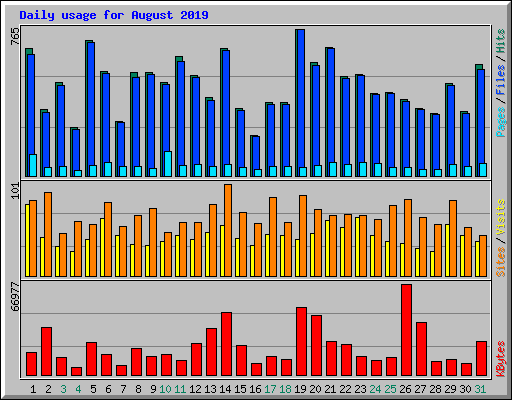 Daily usage for August 2019
765
Pages / Files / Hits
101
Sites / Visits
66977
KBytes
1 2 3 4 5 6 7 8 9 10 11 12 13 14 15 16 17 18 19 20 21 22 23 24 25 26 27 28 29 30 31